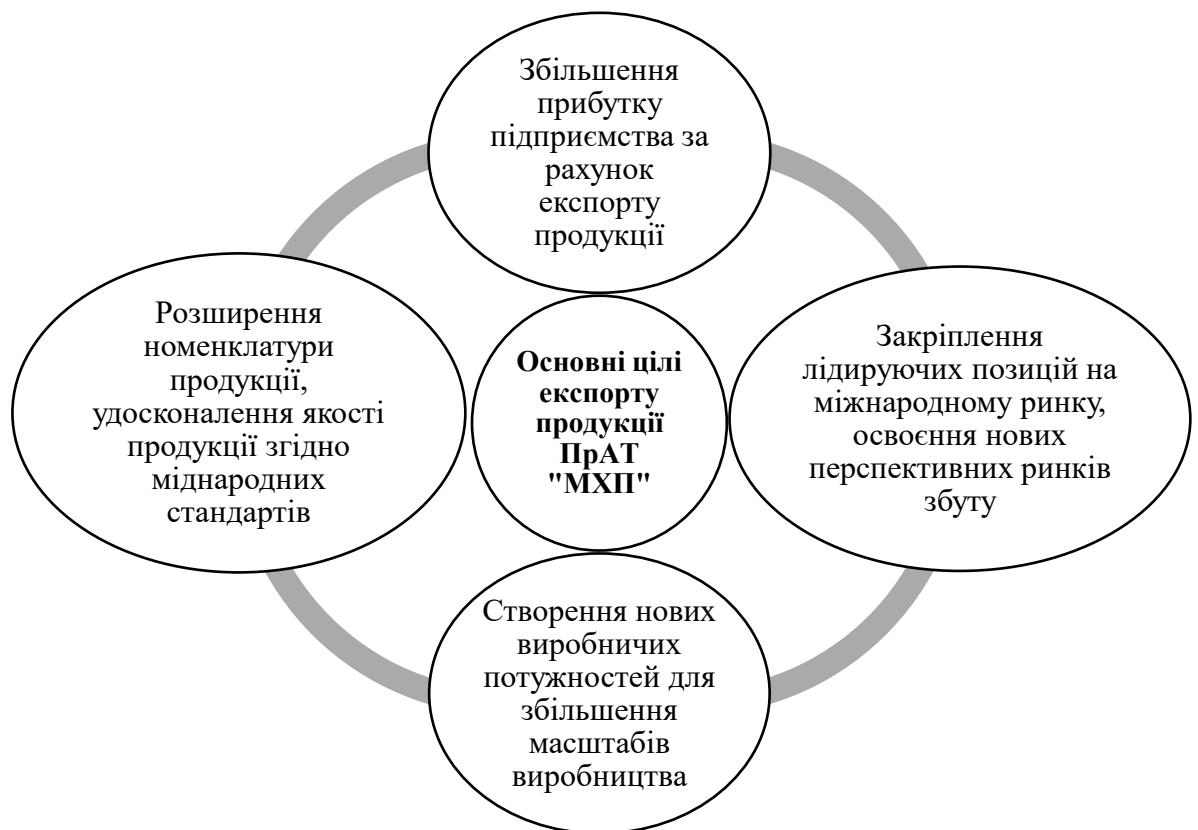 Збільшення
прибутку
підприємства за
рахунок
експорту
продукції
Розширення
номенклатури
продукції,
удосконалення якості
продукції згідно
міднародних
стандартів
Основні цілі
експорту
продукції
ПрАТ
"МХП"
Закріплення
лідируючих позицій на
міжнародному ринку,
освоєння нових
перспективних ринків
збуту
Створення нових
виробничих
потужностей для
збільшення
масштабів
виробництва